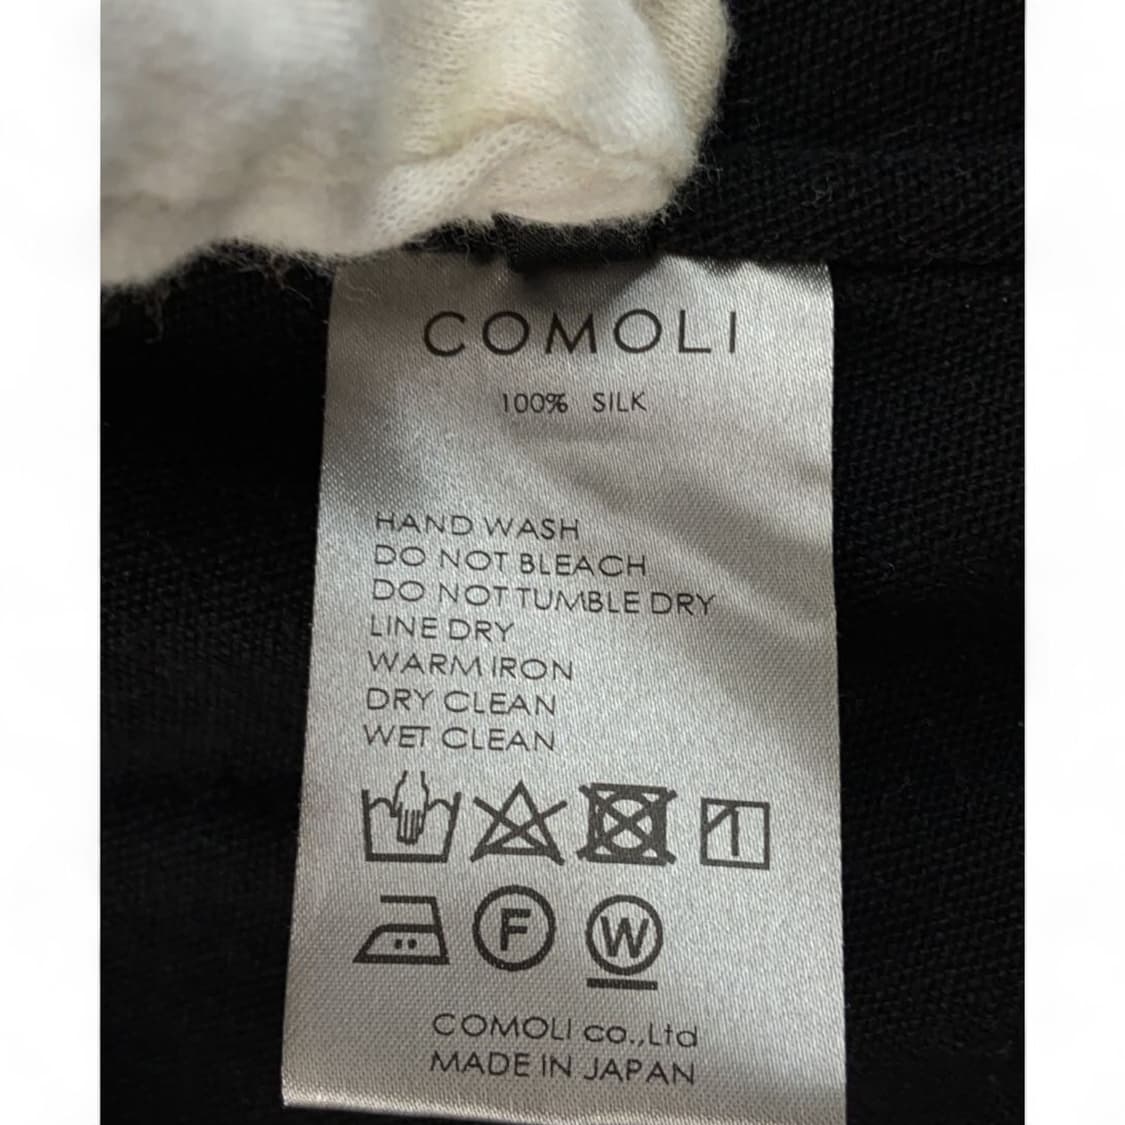 COMOLI
100% SILK
HAND WASH
DO NOT BLEACH
DO NOT TUMBLE DRY
LINE DRY
WARM IRON
DRY CLEAN
WET CLEAN
F W
COMOLI co.,Ltd
MADE IN JAPAN